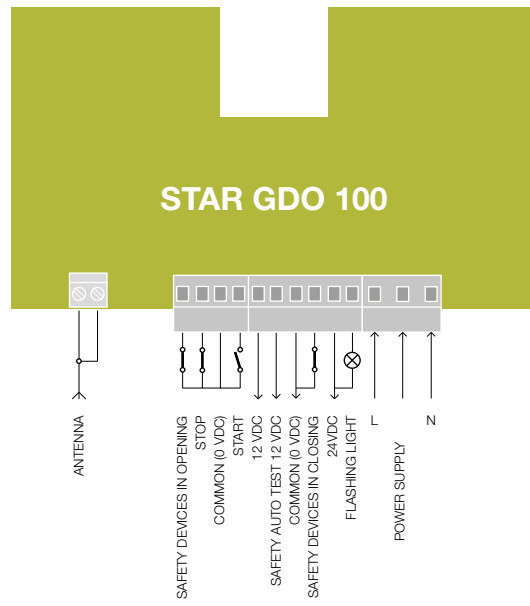 STAR GDO 100
ANTENNA
SAFETY DEVICES IN OPENING
STOP
COMMON (0 VDC)
START
12 VDC
SAFETY AUTO TEST 12 VDC
COMMON (0 VDC)
SAFETY DEVICES IN CLOSING
24VDC
FLASHING LIGHT
L
POWER SUPPLY
N